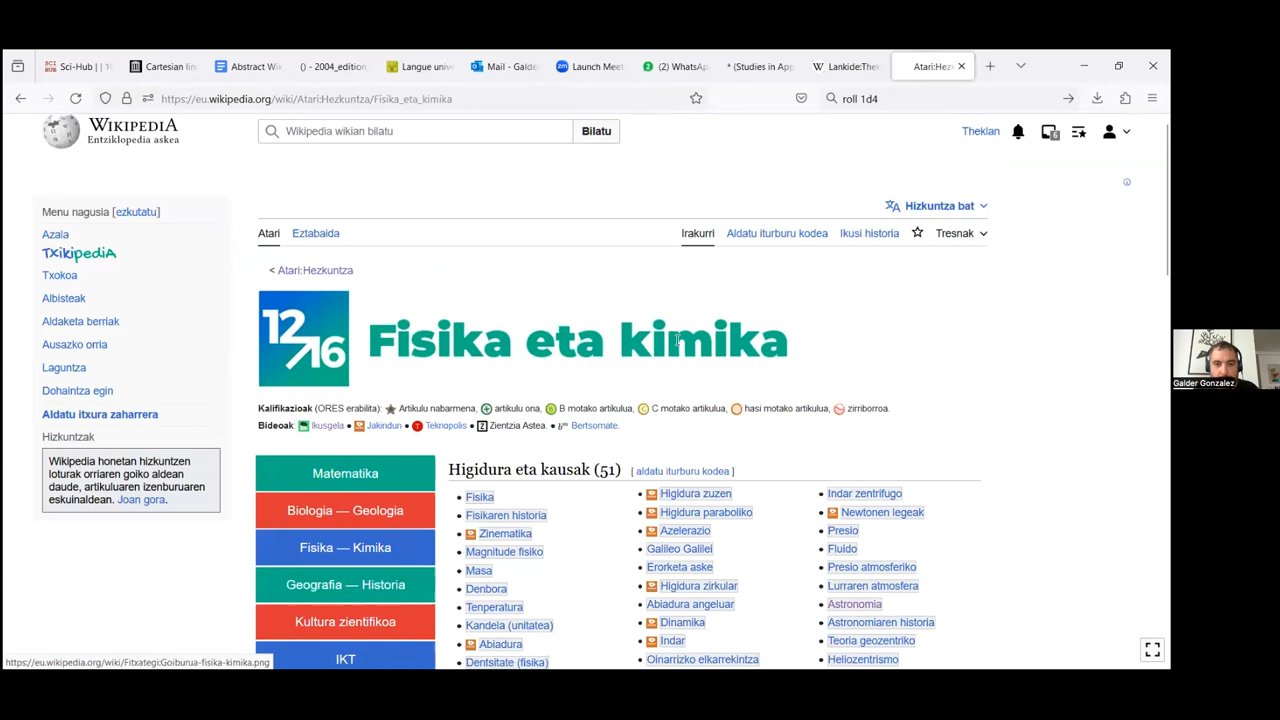 Sci-Hub | | 1
Cartesian lin
Abstract Wi
() - 2004_edition_
Langue univ
Mail - Galde
Launch Meet
(2) WhatsAp
* (Studies in App
Lankide:Thek
Atari:Hezk
https://eu.wikipedia.org/wiki/Atari:Hezkuntza/Fisika_eta_kimika
roll 1d4
WIKIPEDIA
Entziklopedia askea
Wikipedia wikian bilatu
Bilatu
Theklan
6
Menu nagusia [ezkutatu]
Azala
TXikipediA
Txokoa
Albisteak
Aldaketa berriak
Ausazko orria
Laguntza
Dohaintza egin
Aldatu itxura zaharrera
Hizkuntzak
Wikipedia honetan hizkuntzen
loturak orriaren goiko aldean
daude, artikuluaren izenburuaren
eskuinaldean. Joan gora.
Hizkuntza bat
Atari Eztabaida
Irakurri Aldatu iturburu kodea Ikusi historia Tresnak
< Atari:Hezkuntza
12/16
Fisika eta kimika
Kalifikazioak (ORES erabilita): Artikulu nabarmena, artikulu ona, B motako artikulua, C motako artikulua, hasi motako artikulua, zirriborroa.
Bideoak: Ikusgela • Jakindun • Teknopolis • Zientzia Astea. • Bertsomate.
Matematika
Biologia — Geologia
Fisika — Kimika
Geografia — Historia
Kultura zientifikoa
IKT
Higidura eta kausak (51) [ aldatu iturburu kodea ]
Fisika
Fisikaren historia
Zinematika
Magnitude fisiko
Masa
Denbora
Tenperatura
Kandela (unitatea)
Abiadura
Dentsitate (fisika)
Higidura zuzen
Higidura paraboliko
Azelerazio
Galileo Galilei
Erorketa aske
Higidura zirkular
Abiadura angeluar
Dinamika
Indar
Oinarrizko elkarrekintza
Indar zentrifugo
Newtonen legeak
Presio
Fluido
Presio atmosferiko
Lurraren atmosfera
Astronomia
Astronomiaren historia
Teoria geozentriko
Heliozentrismo
https://eu.wikipedia.org/wiki/Fitxategi:Goiburua-fisika-kimika.png
Galder Gonzalez